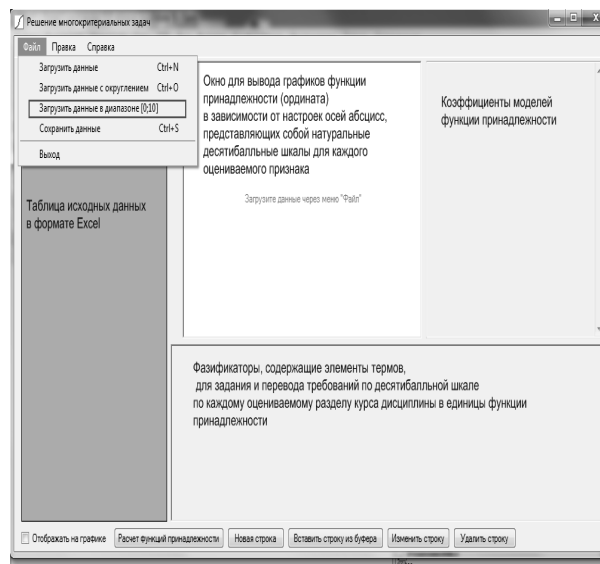 Решение многокритериальных задач
Файл Правка Справка
Загрузить данные Ctrl+N
Загрузить данные с округлением Ctrl+O
Загрузить данные в диапазоне [0;10]
Сохранить данные Ctrl+S
Выход
Окно для вывода графиков функции
принадлежности (ордината)
в зависимости от настроек осей абсцисс,
представляющих собой натуральные
десятибалльные шкалы для каждого
оцениваемого признака
Загрузите данные через меню "Файл"
Коэффициенты моделей
функции принадлежности
Таблица исходных данных
в формате Excel
Фазификаторы, содержащие элементы термов,
для задания и перевода требований по десятибалльной шкале
по каждому оцениваемому разделу курса дисциплины в единицы функции
принадлежности
Отображать на графике Расчет функций принадлежности Новая строка Вставить строку из буфера Изменить строку Удалить строку